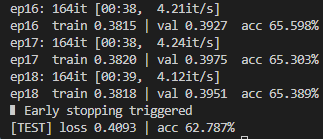 ep16: 164it [00:38,  4.21it/s]
ep16  train 0.3815 | val 0.3927  acc 65.598%
ep17: 164it [00:38,  4.24it/s]
ep17  train 0.3820 | val 0.3975  acc 65.303%
ep18: 164it [00:39,  4.12it/s]
ep18  train 0.3818 | val 0.3951  acc 65.389%
Early stopping triggered
[TEST] loss 0.4093 | acc 62.787%